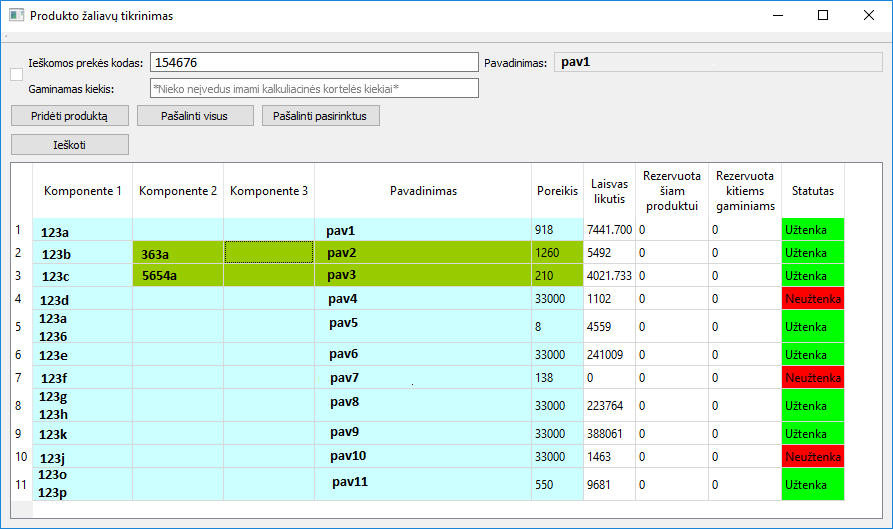 Produkto žaliavų tikrinimas
Ieškomos prekės kodas: 154676 Pavadinimas: pav1
Gaminamas kiekis: *Nieko neįvedus imami kalkuliacinės kortelės kiekiai*
Pridėti produktą Pašalinti visus Pašalinti pasirinktus
Ieškoti
Komponente 1 Komponente 2 Komponente 3 Pavadinimas Poreikis Laisvas likutis Rezervuota šiam produktui Rezervuota kitiems gaminiams Statutas
1 123a pav1 918 7441.700 0 0 Užtenka
2 123b 363a pav2 1260 5492 0 0 Užtenka
3 123c 5654a pav3 210 4021.733 0 0 Užtenka
4 123d pav4 33000 1102 0 0 Neužtenka
5 123a 1236 pav5 8 4559 0 0 Užtenka
6 123e pav6 33000 241009 0 0 Užtenka
7 123f pav7 138 0 0 0 Neužtenka
8 123g 123h pav8 33000 223764 0 0 Užtenka
9 123k pav9 33000 388061 0 0 Užtenka
10 123j pav10 33000 1463 0 0 Neužtenka
11 123o 123p pav11 550 9681 0 0 Užtenka